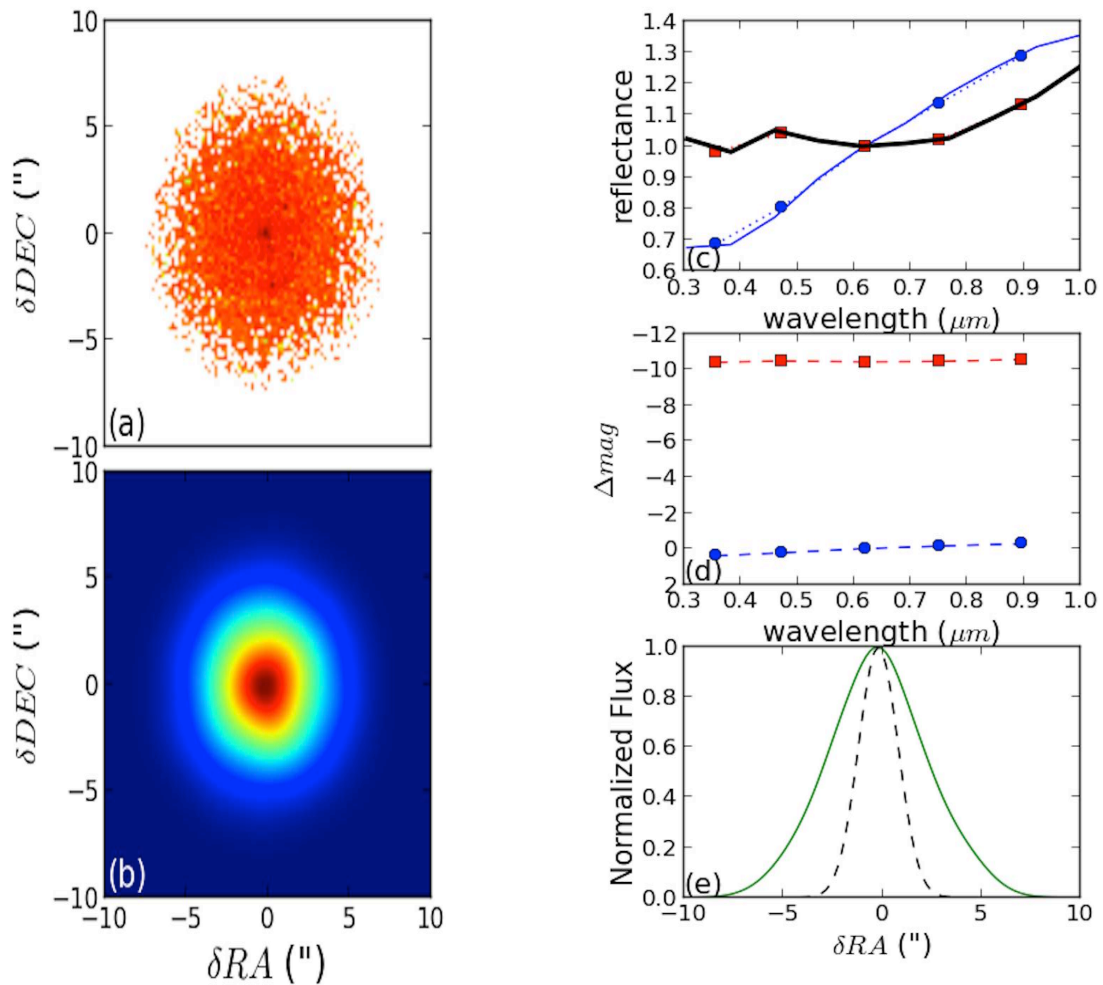 10
5
0
−5
−10
δDEC (")
(a)
10
5
0
−5
−10
δDEC (")
(b)
−10 −5 0 5 10
δRA (")
1.4
1.3
1.2
1.1
1.0
0.9
0.8
0.7
0.6
reflectance
(c)
0.3 0.4 0.5 0.6 0.7 0.8 0.9 1.0
wavelength (μm)
−12
−10
−8
−6
−4
−2
0
2
Δmag
(d)
0.3 0.4 0.5 0.6 0.7 0.8 0.9 1.0
wavelength (μm)
1.0
0.8
0.6
0.4
0.2
0.0
Normalized Flux
(e)
−10 −5 0 5 10
δRA (")